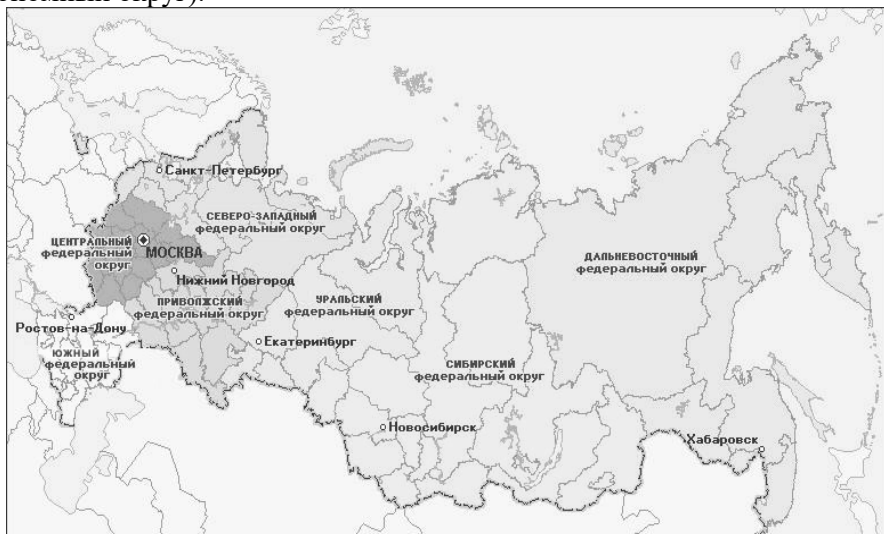 Санкт-Петербург
СЕВЕРО-ЗАПАДНЫЙ
федеральный округ
ЦЕНТРАЛЬНЫЙ
федеральный
округ
МОСКВА
ДАЛЬНЕВОСТОЧНЫЙ
федеральный округ
Нижний Новгород
ПРИВОЛЖСКИЙ
федеральный округ
УРАЛЬСКИЙ
федеральный округ
Ростов-на-Дону
Екатеринбург
ЮЖНЫЙ
федеральный
округ
СИБИРСКИЙ
федеральный округ
Новосибирск
Хабаровск